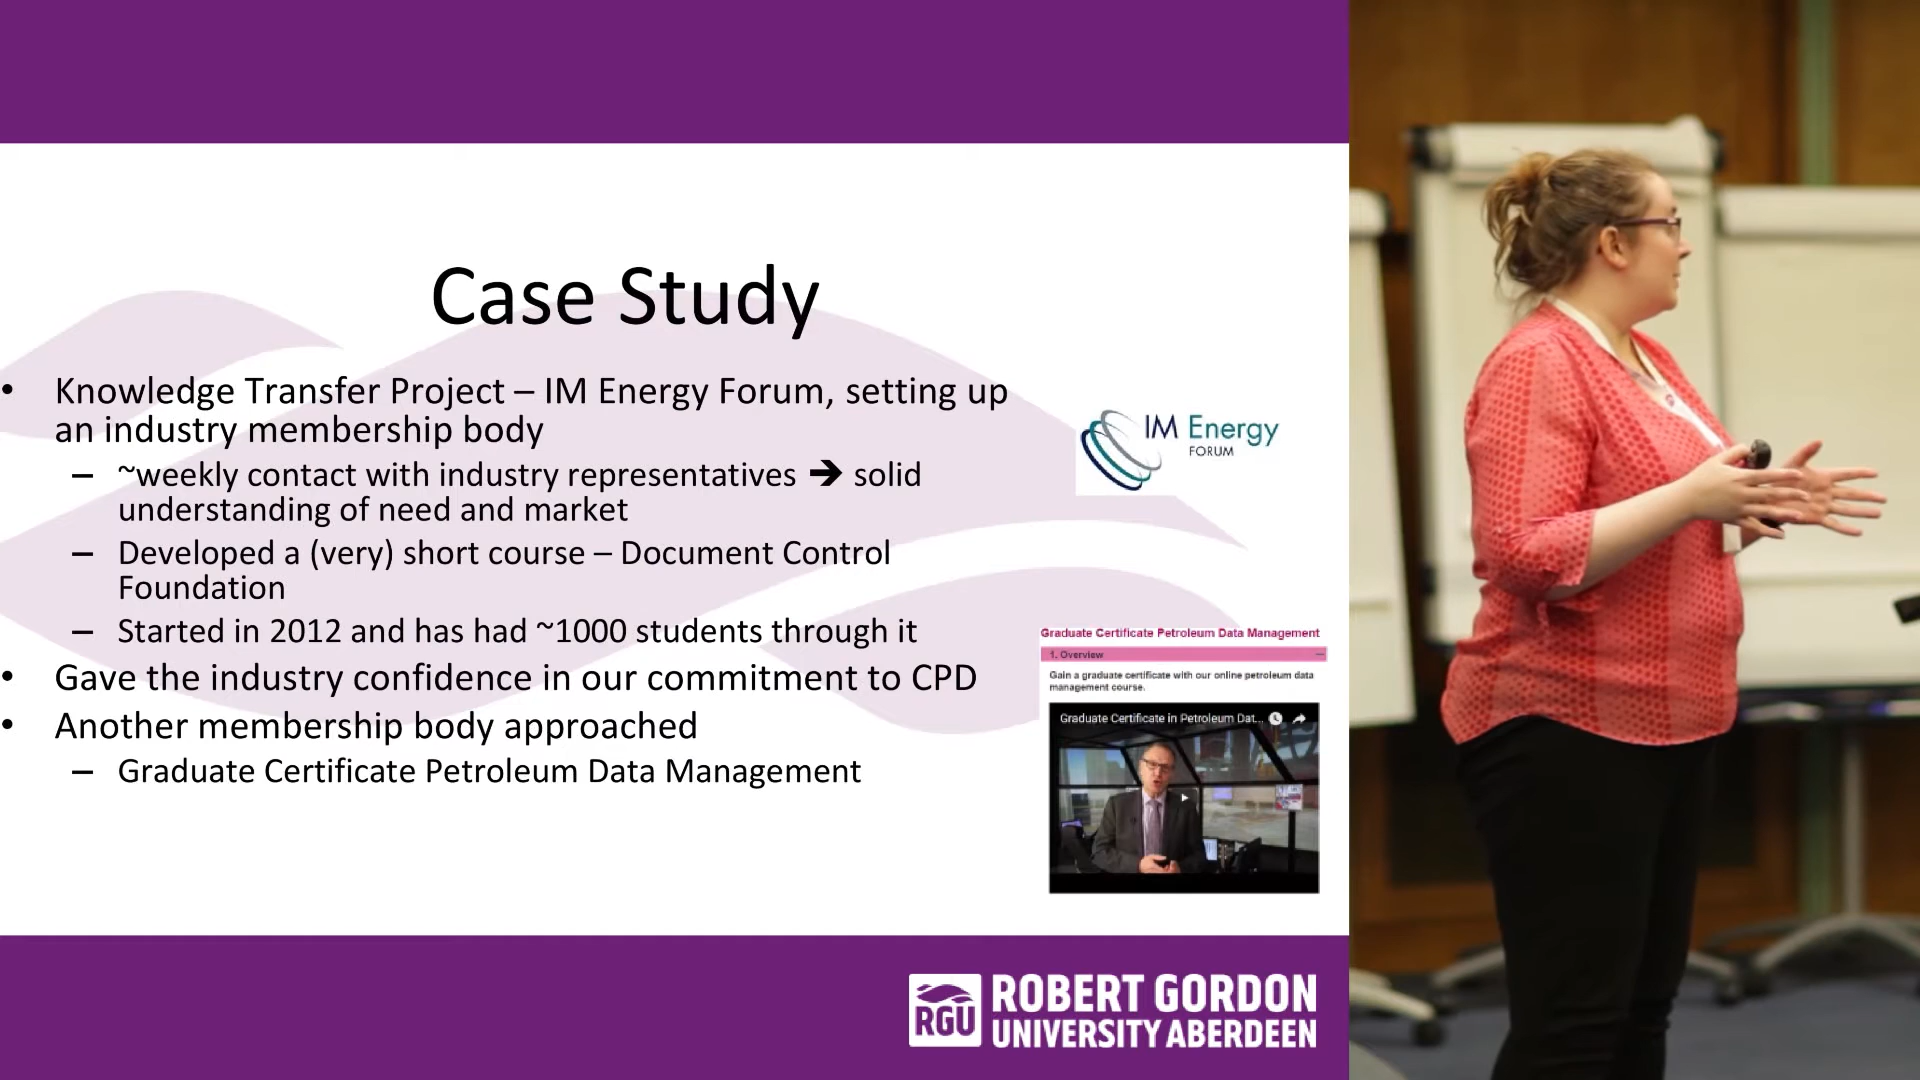 Case Study
• Knowledge Transfer Project – IM Energy Forum, setting up
an industry membership body
– ~weekly contact with industry representatives ➔ solid
understanding of need and market
– Developed a (very) short course – Document Control
Foundation
– Started in 2012 and has had ~1000 students through it
• Gave the industry confidence in our commitment to CPD
• Another membership body approached
– Graduate Certificate Petroleum Data Management
IM Energy
FORUM
Graduate Certificate Petroleum Data Management
1. Overview
Gain a graduate certificate with our online petroleum data
management course.
Graduate Certificate in Petroleum Dat...
RGU
ROBERT GORDON
UNIVERSITY ABERDEEN